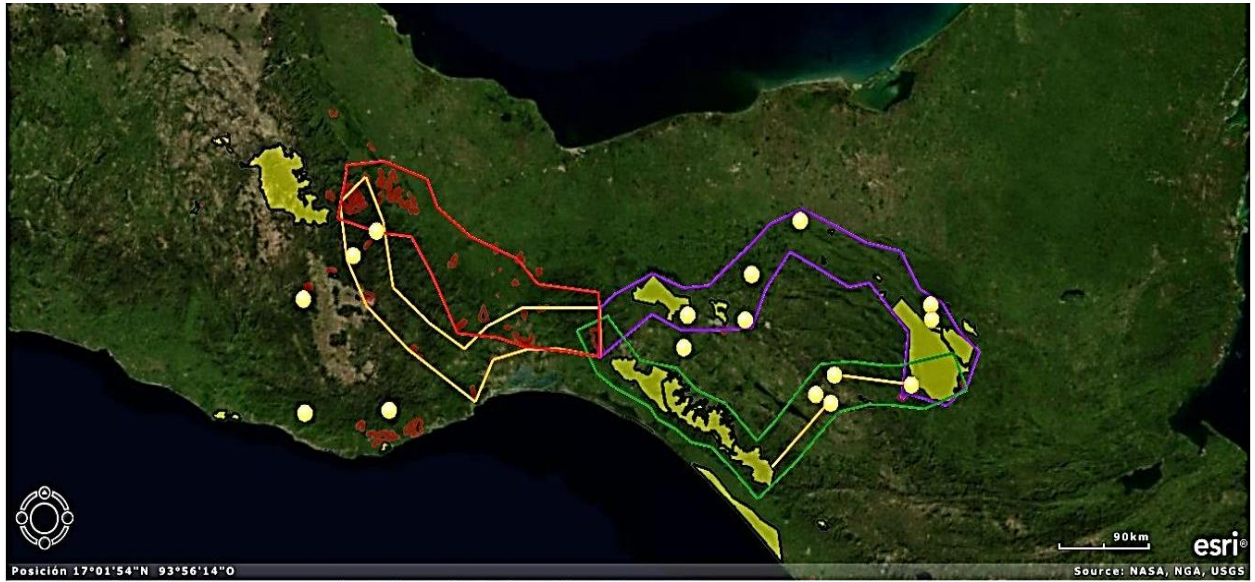 90km
esri®
Posición 17°01'54"N 93°56'14"O
Source: NASA, NGA, USGS